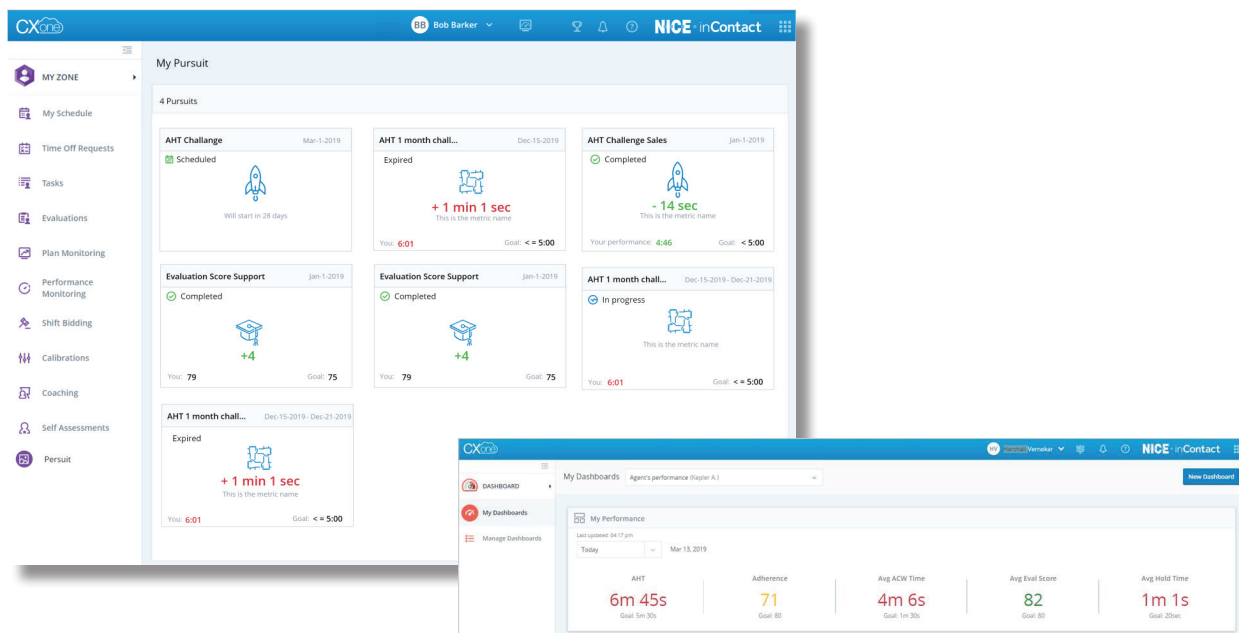 CXone
BB Bob Barker
NICE inContact
MY ZONE
My Schedule
Time Off Requests
Tasks
Evaluations
Plan Monitoring
Performance
Monitoring
Shift Bidding
Calibrations
Coaching
Self Assessments
Persuit
My Pursuit
4 Pursuits
AHT Challange Mar-1-2019
Scheduled
Will start in 28 days
AHT 1 month chall... Dec-15-2019
Expired
+ 1 min 1 sec
This is the metric name
You: 6:01 Goal: < = 5:00
AHT Challenge Sales Jan-1-2019
Completed
- 14 sec
This is the metric name
Your performance: 4:46 Goal: < 5:00
Evaluation Score Support Jan-1-2019
Completed
+4
You: 79 Goal: 75
Evaluation Score Support Jan-1-2019
Completed
+4
You: 79 Goal: 75
AHT 1 month chall... Dec-15-2019 - Dec-21-2019
In progress
This is the metric name
You: 6:01 Goal: < = 5:00
AHT 1 month chall... Dec-15-2019 - Dec-21-2019
Expired
+ 1 min 1 sec
This is the metric name
You: 6:01 Goal: < = 5:00
CXone
HV Vernekar
NICE inContact
DASHBOARD
My Dashboards
Manage Dashboards
My Dashboards Agent's performance (Kepler A.)
New Dashboard
My Performance
Last updated: 04:17 pm
Today Mar 13, 2019
AHT
6m 45s
Goal: 5m 30s
Adherence
71
Goal: 80
Avg ACW Time
4m 6s
Goal: 1m 30s
Avg Eval Score
82
Goal: 80
Avg Hold Time
1m 1s
Goal: 20sec